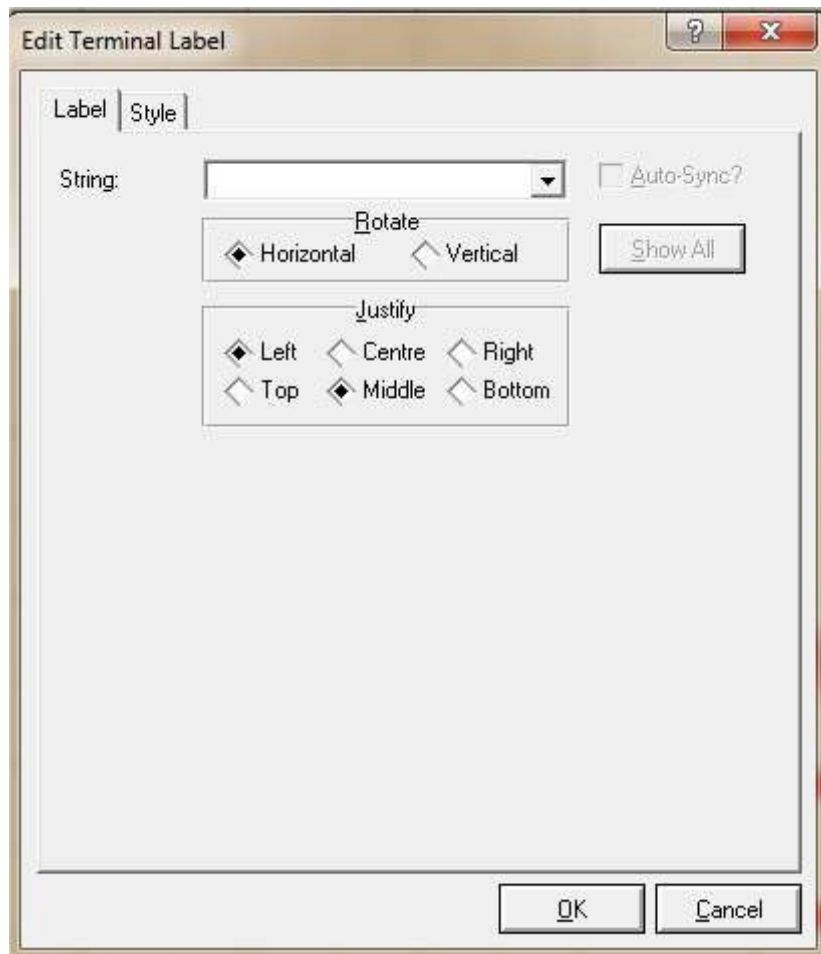 Edit Terminal Label
Label Style
String: Auto-Sync?
Rotate
Horizontal Vertical Show All
Justify
Left Centre Right
Top Middle Bottom
OK Cancel